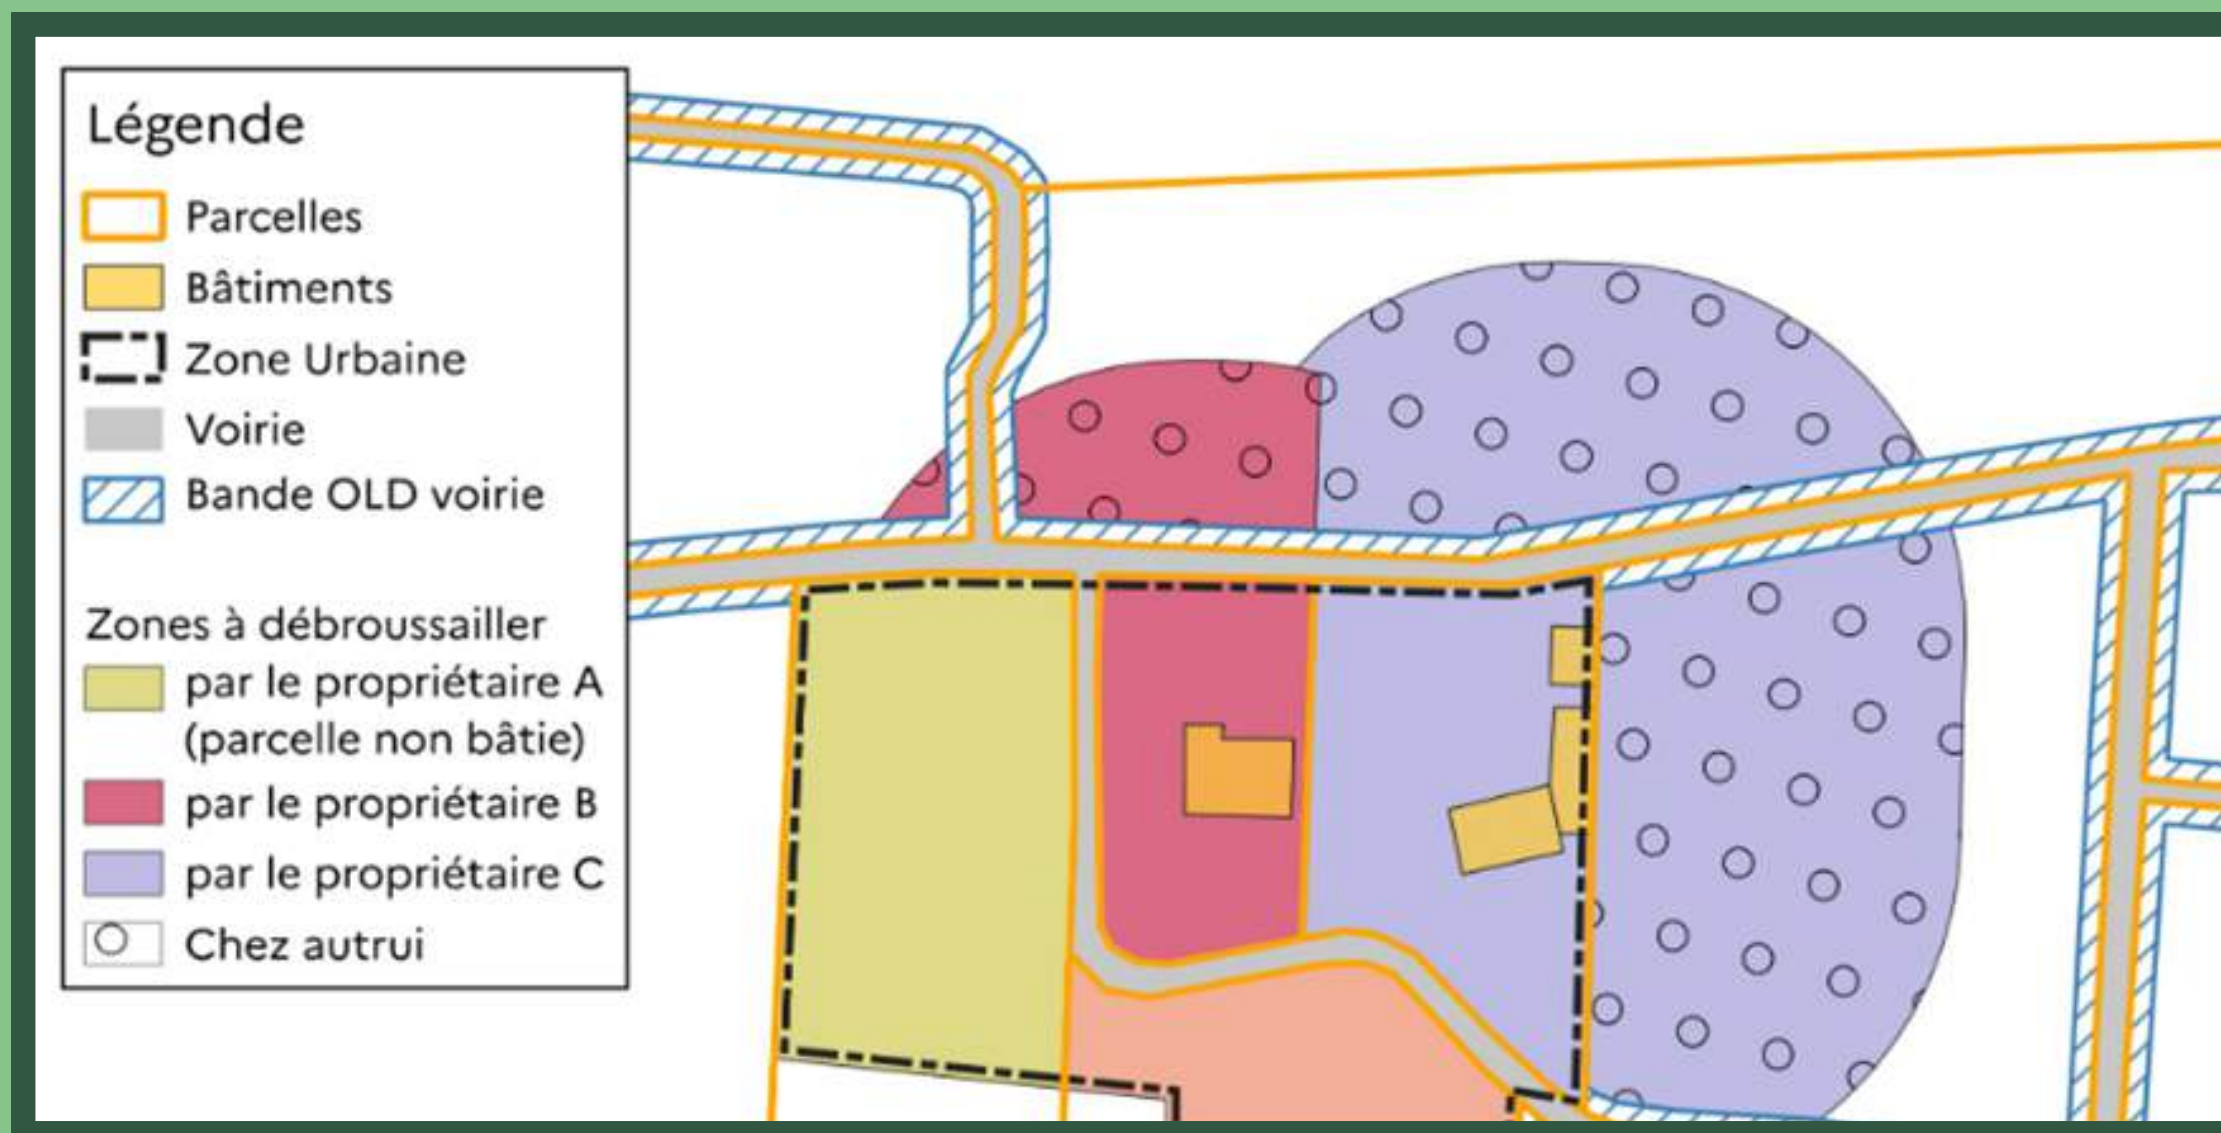 Légende
Parcelles
Bâtiments
Zone Urbaine
Voirie
Bande OLD voirie
Zones à débroussailler
par le propriétaire A
(parcelle non bâtie)
par le propriétaire B
par le propriétaire C
Chez autrui